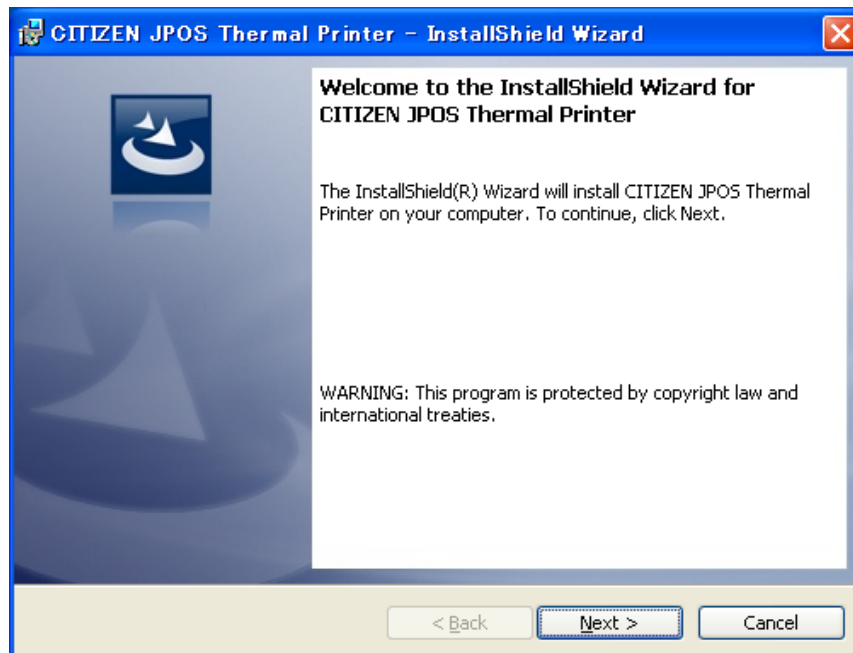 CITIZEN JPOS Thermal Printer - InstallShield Wizard
Welcome to the InstallShield Wizard for
CITIZEN JPOS Thermal Printer
The InstallShield(R) Wizard will install CITIZEN JPOS Thermal
Printer on your computer. To continue, click Next.
WARNING: This program is protected by copyright law and
international treaties.
< Back
Next >
Cancel